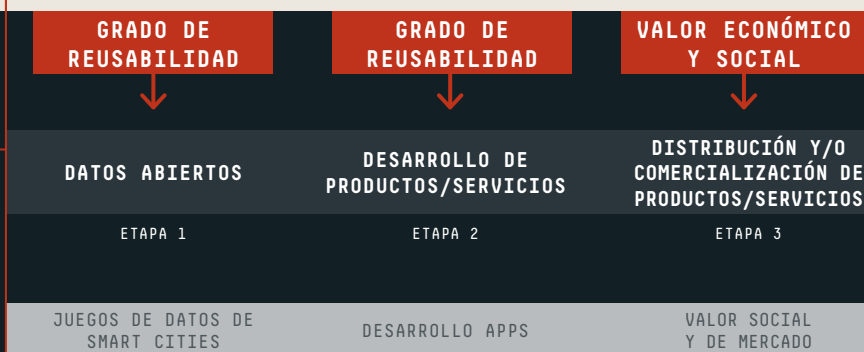 GRADO DE
REUSABILIDAD
GRADO DE
REUSABILIDAD
VALOR ECONÓMICO
Y SOCIAL
DATOS ABIERTOS
DESARROLLO DE
PRODUCTOS/SERVICIOS
DISTRIBUCIÓN Y/O
COMERCIALIZACIÓN DE
PRODUCTOS/SERVICIOS
ETAPA 1
ETAPA 2
ETAPA 3
JUEGOS DE DATOS DE
SMART CITIES
DESARROLLO APPS
VALOR SOCIAL
Y DE MERCADO